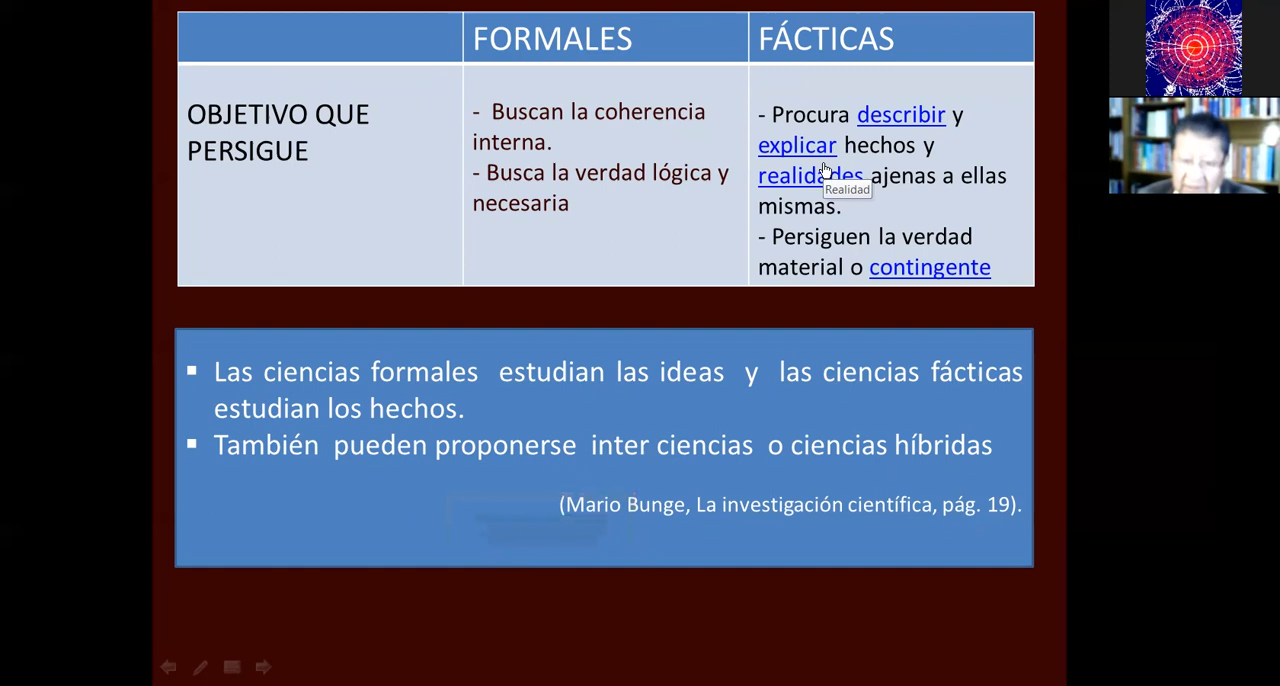 FORMALES
FÁCTICAS
OBJETIVO QUE
PERSIGUE
- Buscan la coherencia
interna.
- Busca la verdad lógica y
necesaria
- Procura describir y
explicar hechos y
realidades ajenas a ellas
mismas.
- Persiguen la verdad
material o contingente
Realidad
▪ Las ciencias formales estudian las ideas y las ciencias fácticas
estudian los hechos.
▪ También pueden proponerse inter ciencias o ciencias híbridas
(Mario Bunge, La investigación científica, pág. 19).